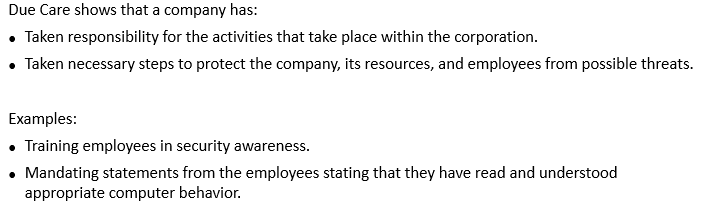 Due Care shows that a company has:
• Taken responsibility for the activities that take place within the corporation.
• Taken necessary steps to protect the company, its resources, and employees from possible threats.
Examples:
• Training employees in security awareness.
• Mandating statements from the employees stating that they have read and understood
appropriate computer behavior.